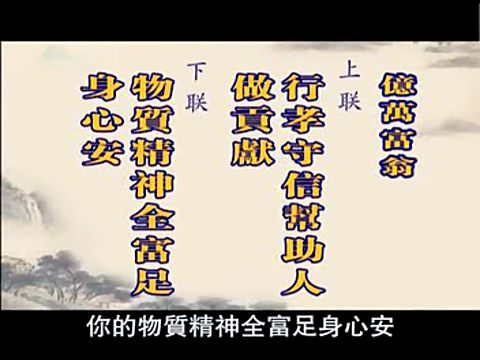 億萬富翁
上联
行孝守信幫助人
做貢獻
下联
物質精神全富足
身心安
你的物質精神全富足身心安